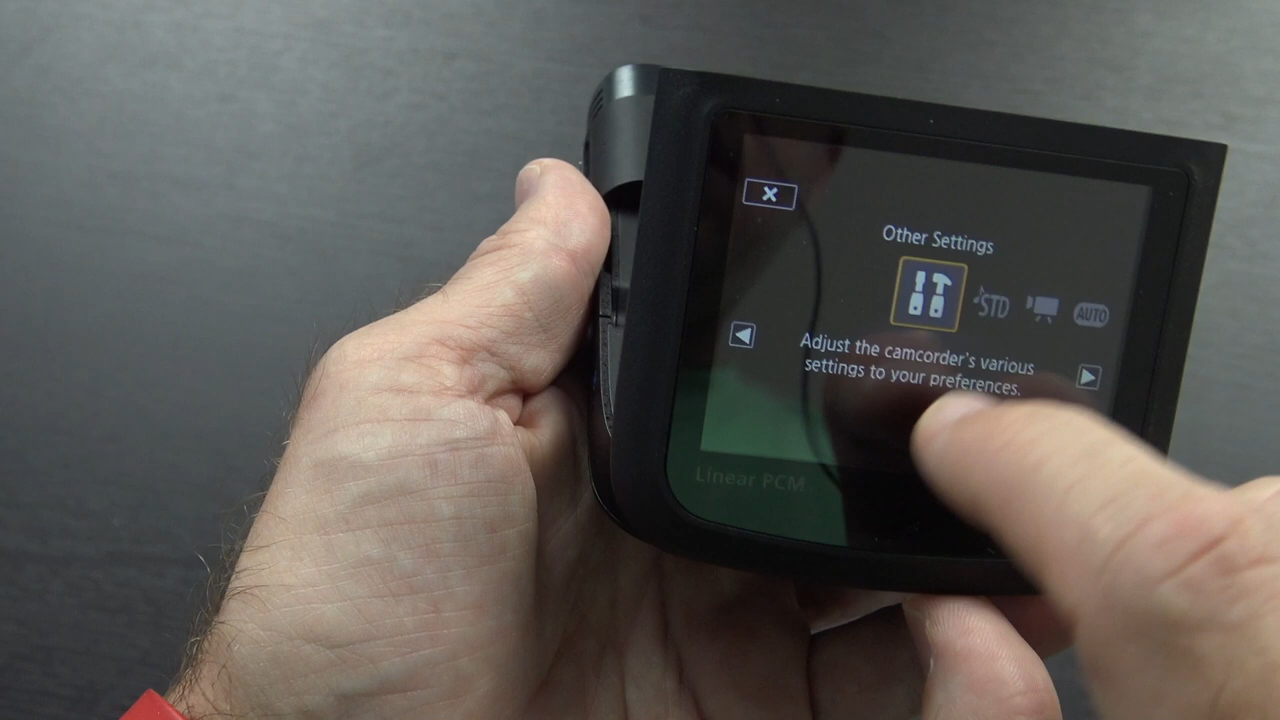 Other Settings
STD
AUTO
Adjust the camcorder's various
settings to your preferences.
Linear PCM